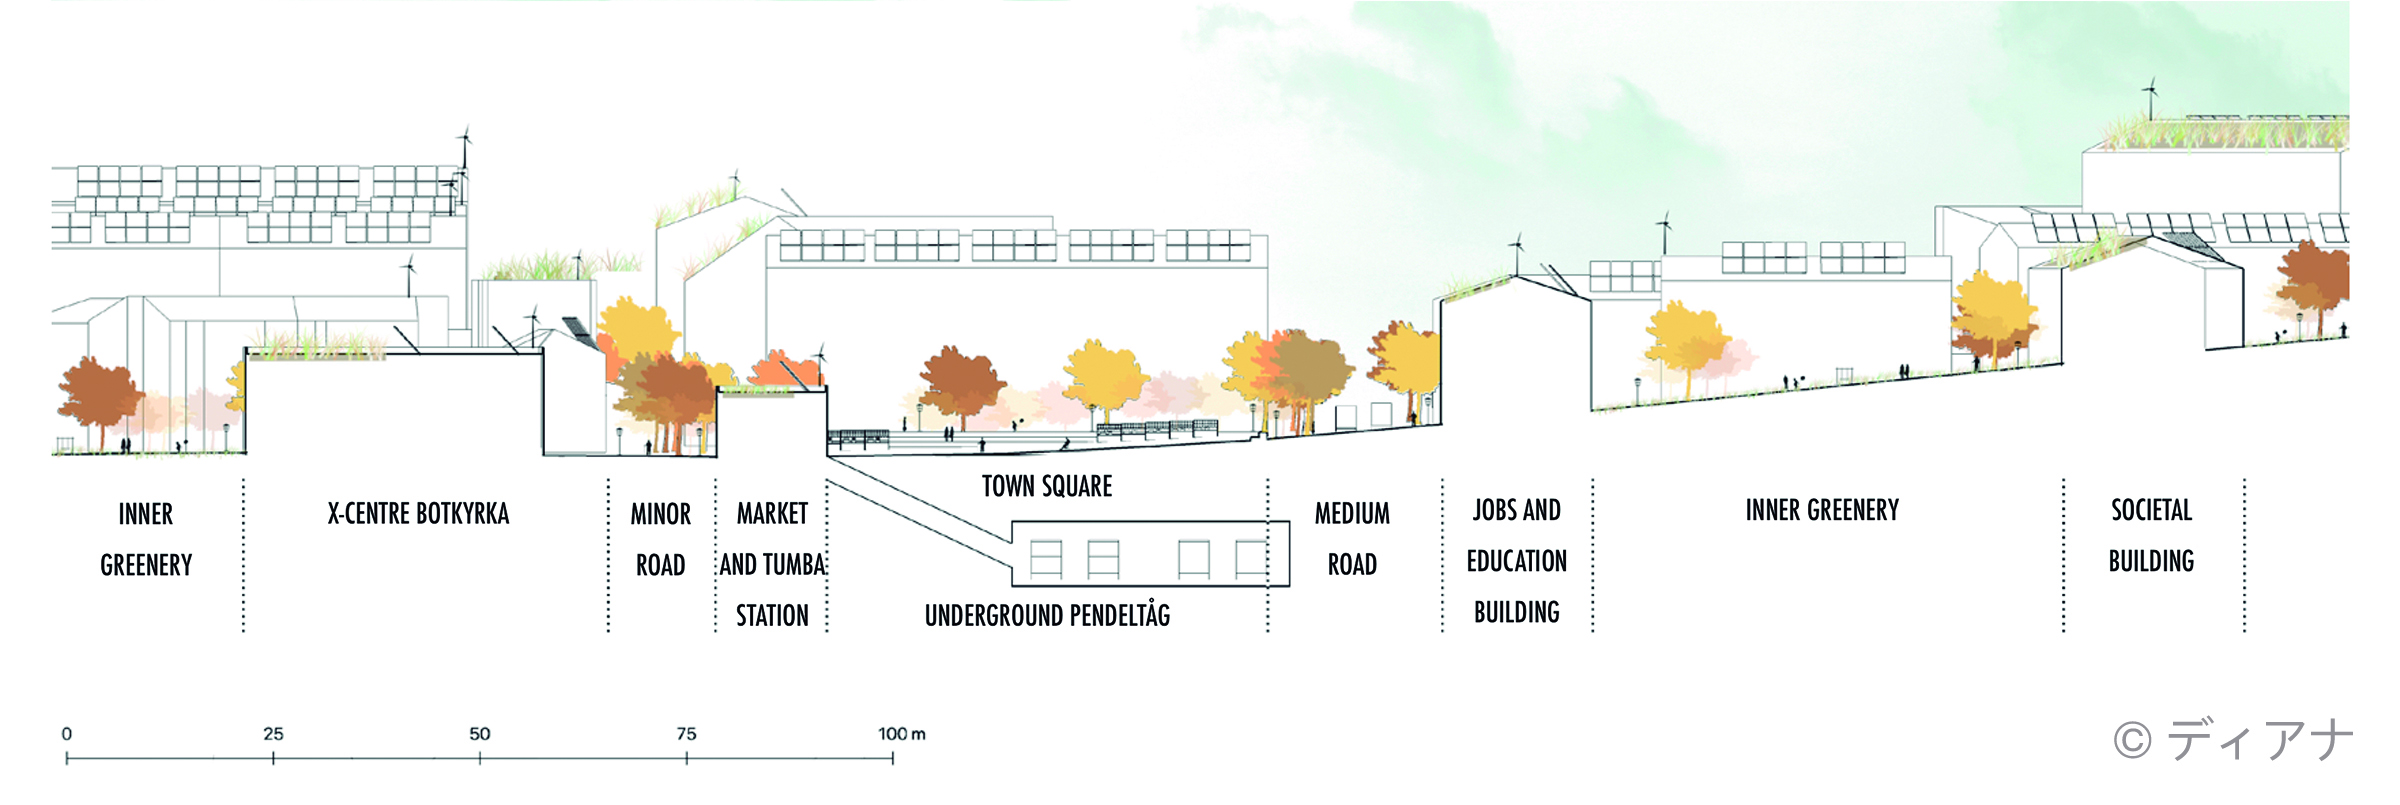 INNER
GREENERY
X-CENTRE BOTKYRKA
MINOR
ROAD
MARKET
AND TUMBA
STATION
TOWN SQUARE
UNDERGROUND PENDELTÅG
MEDIUM
ROAD
JOBS AND
EDUCATION
BUILDING
INNER GREENERY
SOCIETAL
BUILDING
0 25 50 75 100 m
© ディアナ